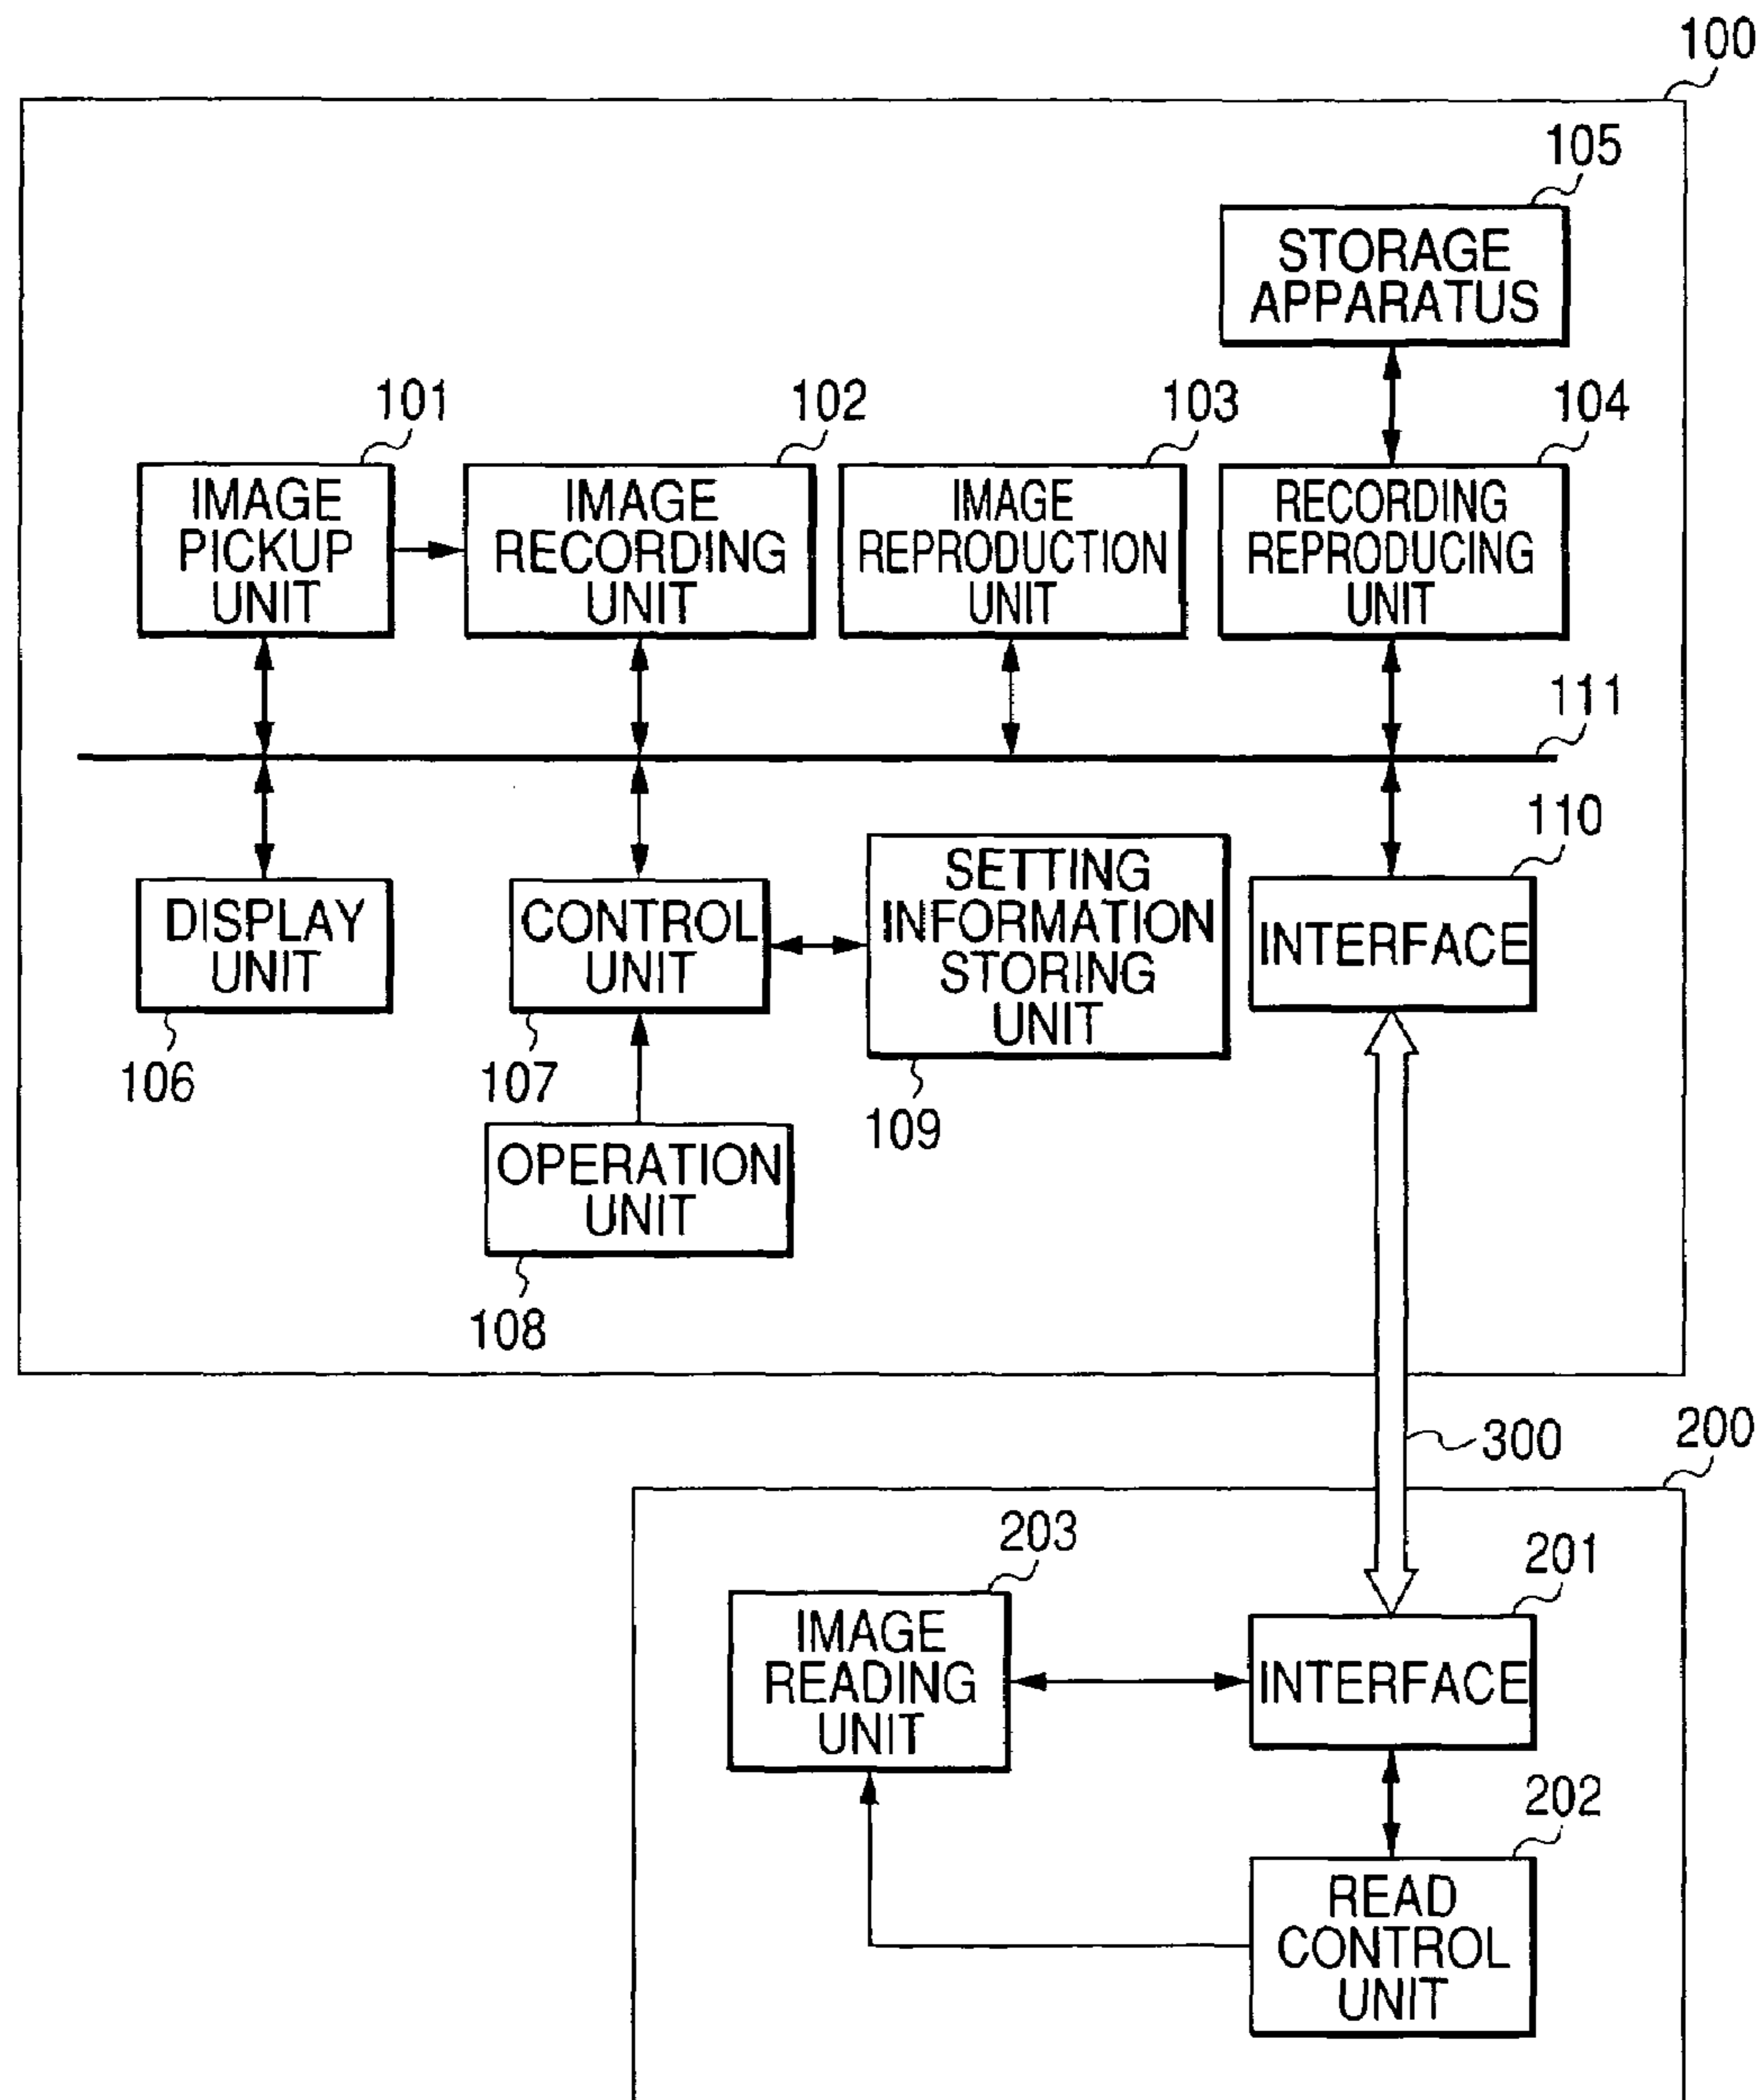 100
105
STORAGE
APPARATUS
101
102
103
104
IMAGE
PICKUP
UNIT
IMAGE
RECORDING
UNIT
IMAGE
REPRODUCTION
UNIT
RECORDING
REPRODUCING
UNIT
111
110
DISPLAY
UNIT
CONTROL
UNIT
SETTING
INFORMATION
STORING
UNIT
INTERFACE
106
107
109
OPERATION
UNIT
108
300
200
203
201
IMAGE
READING
UNIT
INTERFACE
202
READ
CONTROL
UNIT